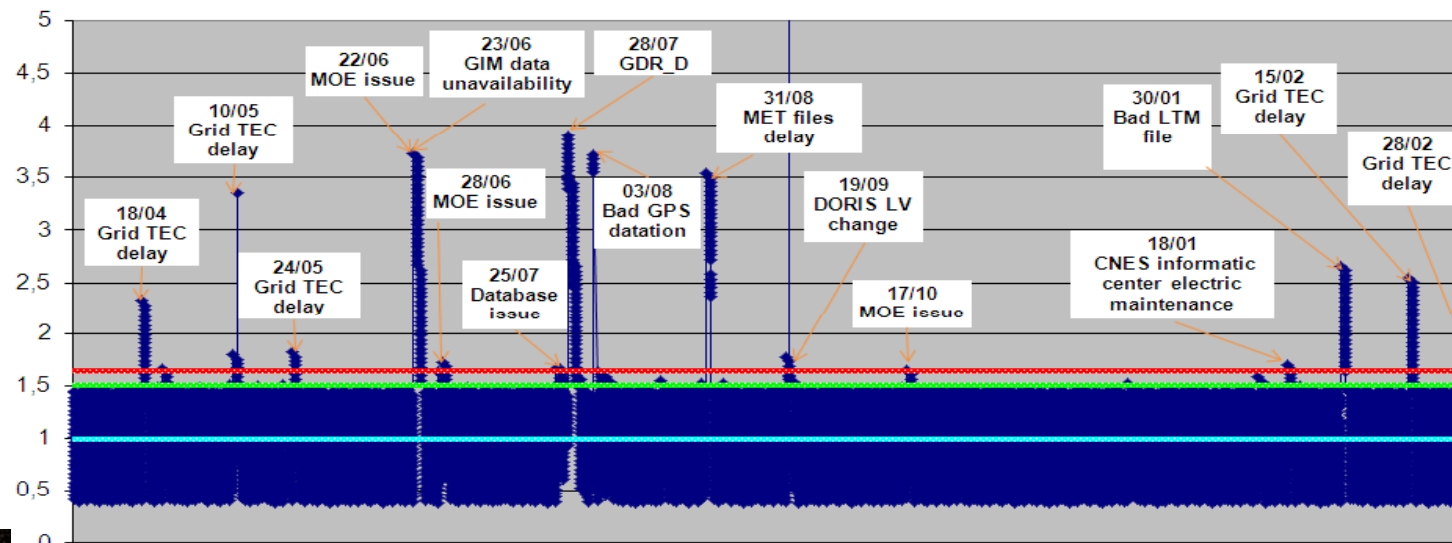 5
4,5
4
3,5
3
2,5
2
1,5
1
0,5
0
18/04
Grid TEC
delay
10/05
Grid TEC
delay
24/05
Grid TEC
delay
22/06
MOE issue
23/06
GIM data
unavailability
28/06
MOE issue
25/07
Database
issue
28/07
GDR_D
03/08
Bad GPS
datation
31/08
MET files
delay
19/09
DORIS LV
change
17/10
MOE issue
18/01
CNES informatic
center electric
maintenance
30/01
Bad LTM
file
15/02
Grid TEC
delay
28/02
Grid TEC
delay